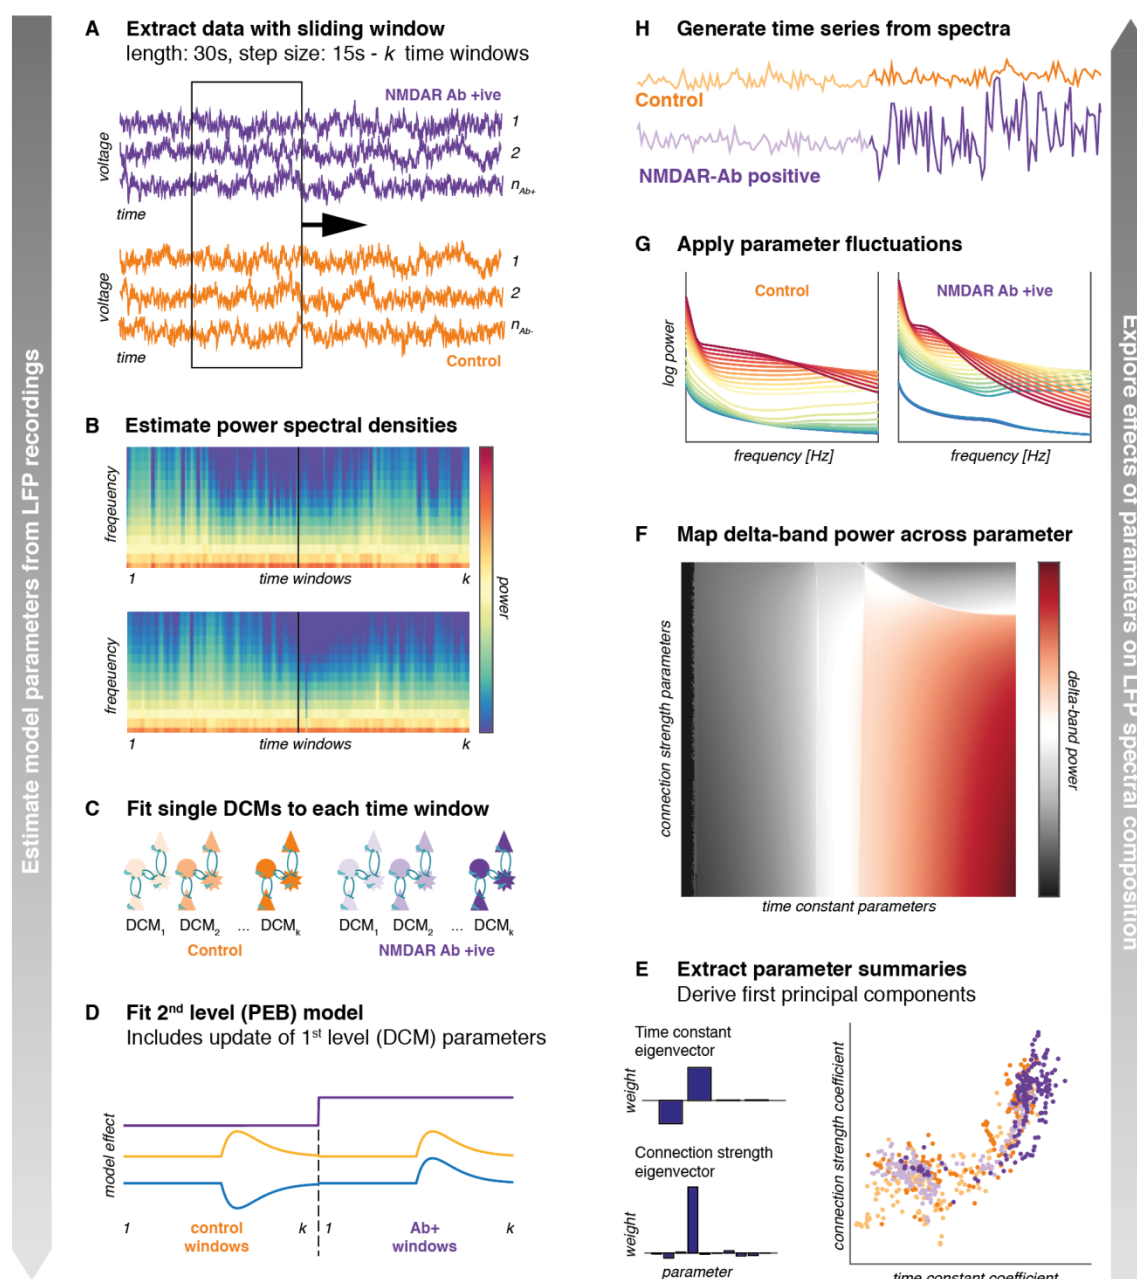 Estimate model parameters from LFP recordings
A Extract data with sliding window
length: 30s, step size: 15s - k time windows
NMDAR Ab +ive
voltage
1
2
nAb+
time
voltage
1
2
nAb-
time
Control
B Estimate power spectral densities
freqeuency
1 time windows k
power
freqeuency
1 time windows k
C Fit single DCMs to each time window
DCM1 DCM2 ... DCMk
Control
DCM1 DCM2 ... DCMk
NMDAR Ab +ive
D Fit 2nd level (PEB) model
Includes update of 1st level (DCM) parameters
model effect
1 control windows k
1 Ab+ windows k
H Generate time series from spectra
Control
NMDAR-Ab positive
G Apply parameter fluctuations
Control
NMDAR Ab +ive
log power
frequency [Hz]
frequency [Hz]
F Map delta-band power across parameter
connection strength parameters
time constant parameters
delta-band power
E Extract parameter summaries
Derive first principal components
Time constant
eigenvector
weight
Connection strength
eigenvector
weight
parameter
connection strength coefficient
time constant coefficient
Explore effects of parameters on LFP spectral composition